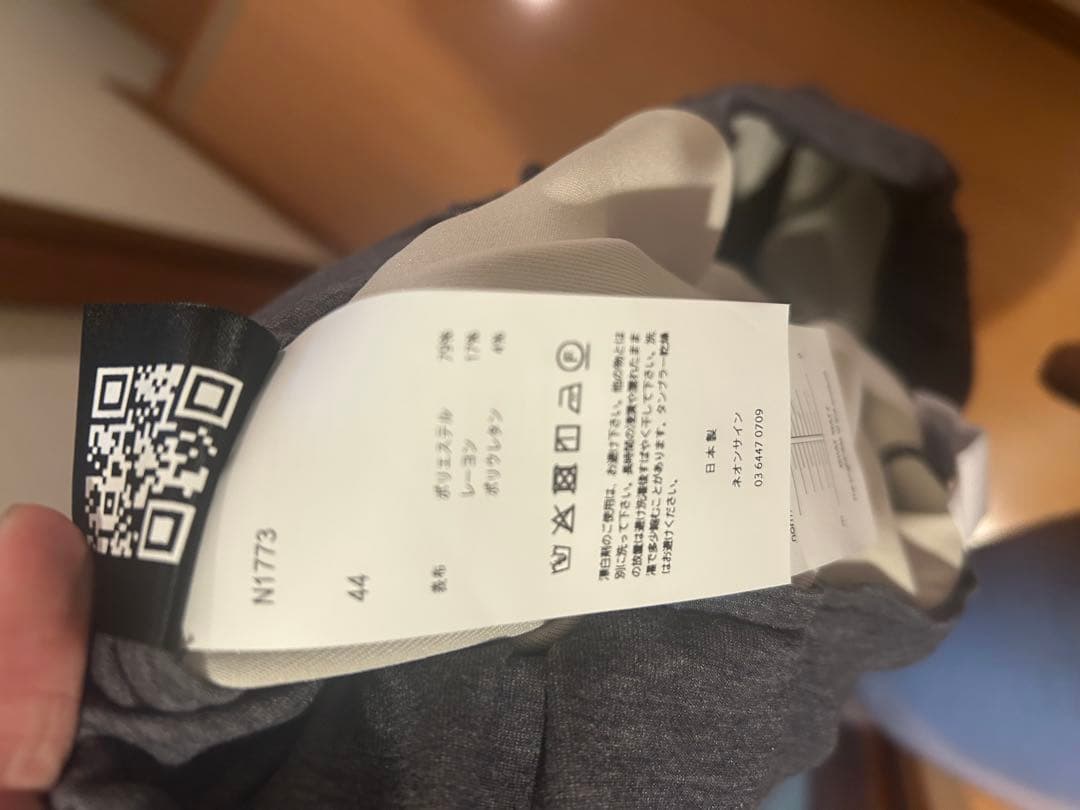 N1773
44
表布 ポリエステル 79%
レーヨン 17%
ポリウレタン 4%
漂白剤のご使用は、お避け下さい。他の物とは
別に洗って下さい。長時間の浸漬や濡れたまま
の放置は避け洗濯後すばやく干して下さい。洗
濯で多少縮むことがあります。タンブラー乾燥
はお避けください。
日本製
ネオンサイン
03 6447 0709